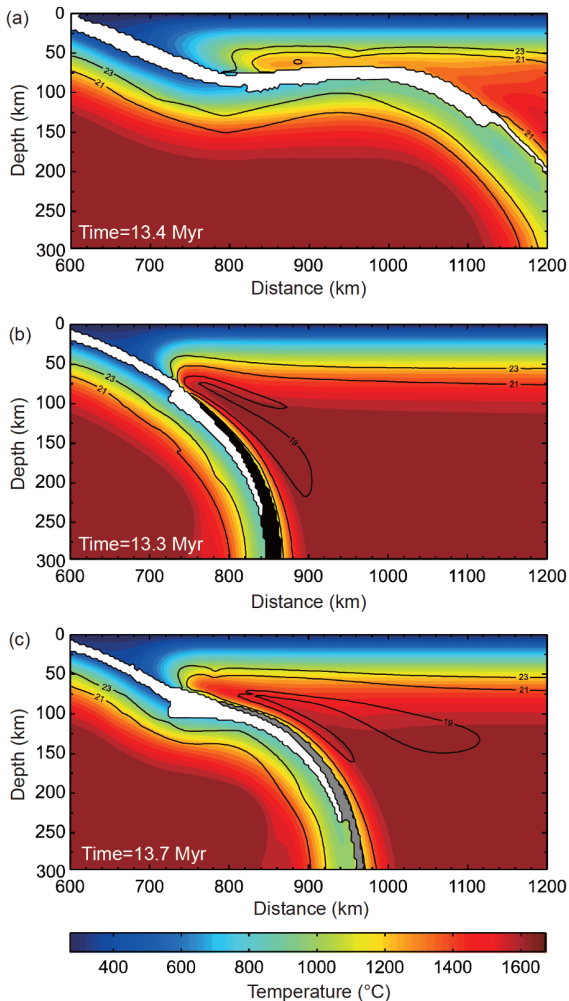 (a)
0
50
100
150
200
250
300
Depth (km)
23
21
23
21
21
Time=13.4 Myr
600 700 800 900 1000 1100 1200
Distance (km)
(b)
0
50
100
150
200
250
300
Depth (km)
23
21
23
21
19
Time=13.3 Myr
600 700 800 900 1000 1100 1200
Distance (km)
(c)
0
50
100
150
200
250
300
Depth (km)
23
21
23
21
19
Time=13.7 Myr
600 700 800 900 1000 1100 1200
Distance (km)
400 600 800 1000 1200 1400 1600
Temperature (°C)